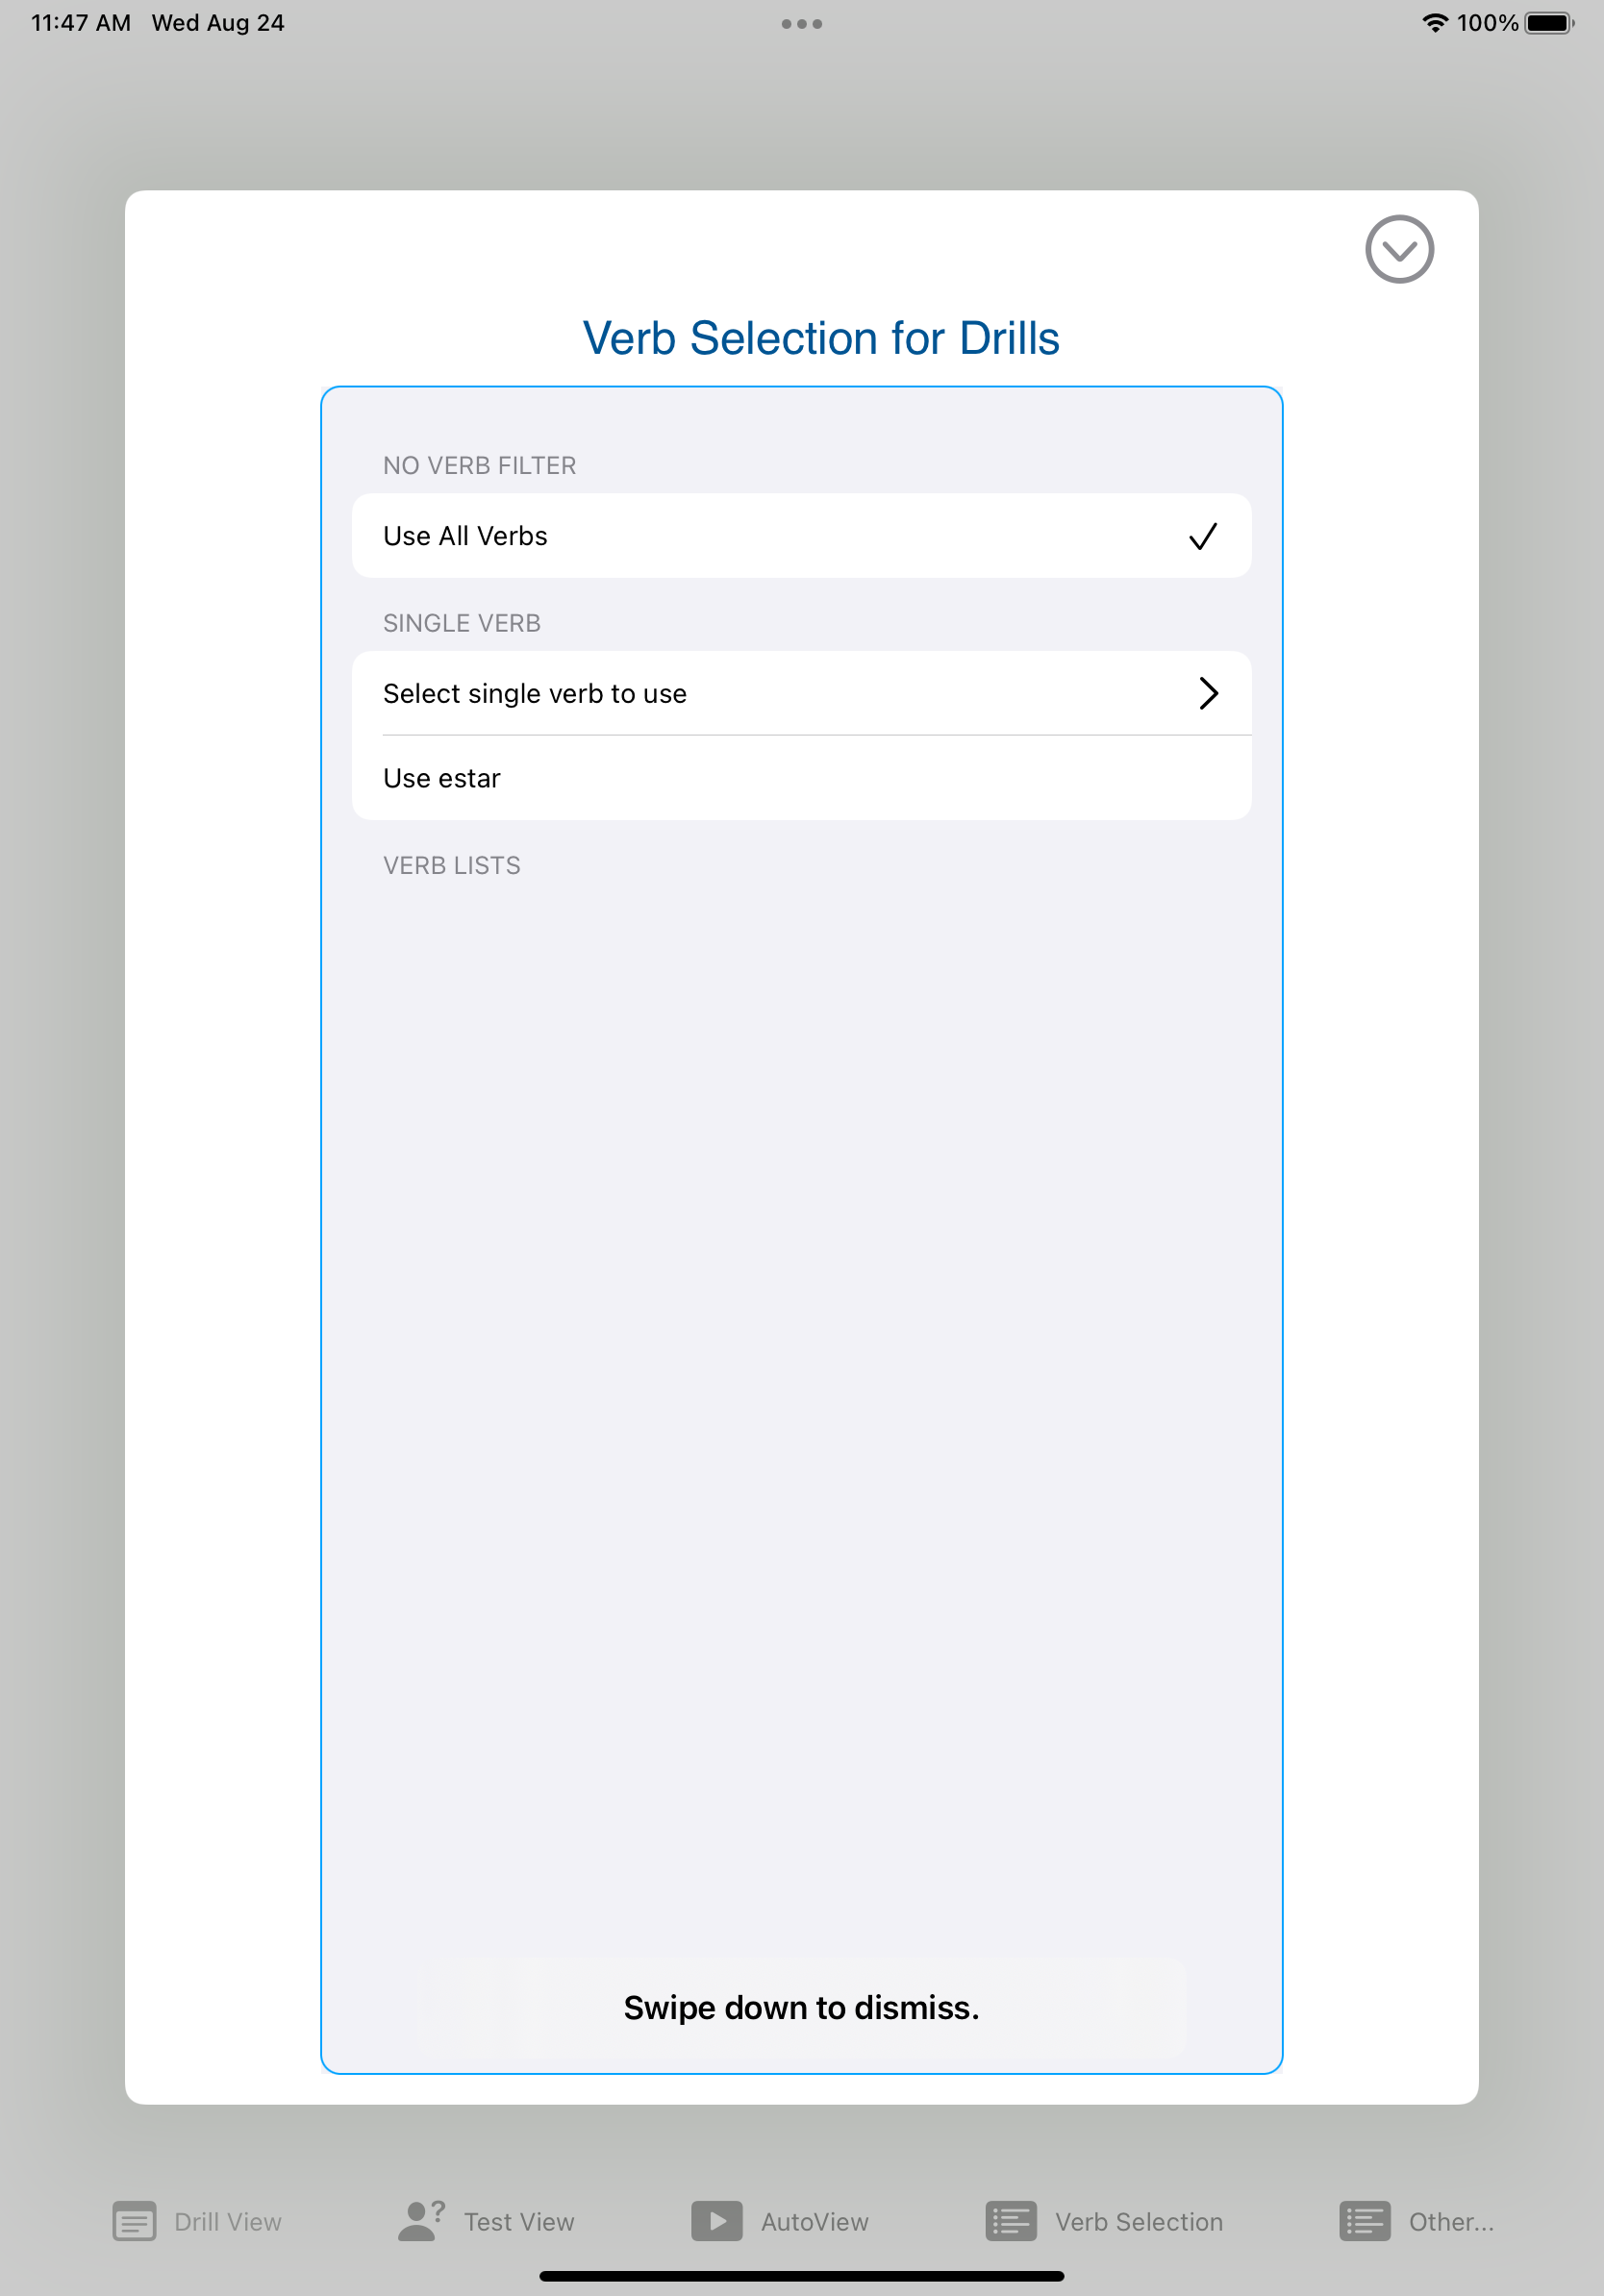 11:47 AM Wed Aug 24
100%
Verb Selection for Drills
NO VERB FILTER
Use All Verbs
SINGLE VERB
Select single verb to use
Use estar
VERB LISTS
Swipe down to dismiss.
Drill View
? Test View
AutoView
Verb Selection
Other...